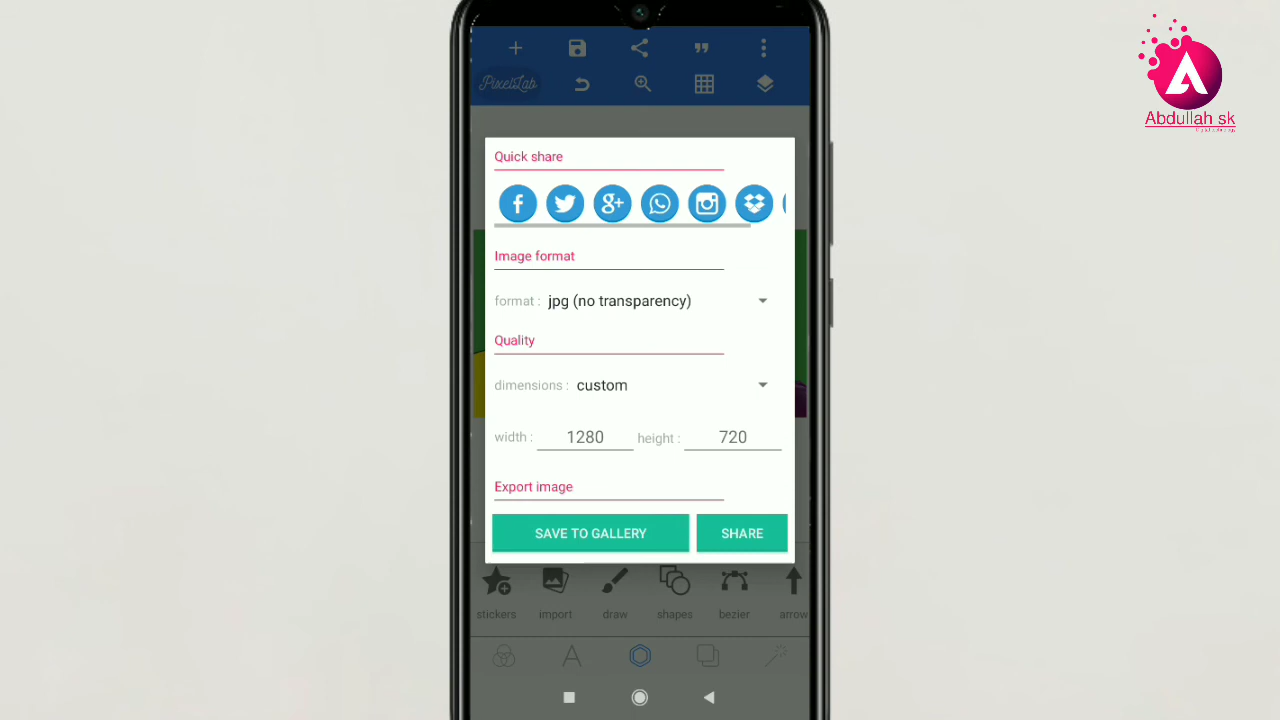 PixelLab
Abdullah sk
Quick share
Image format
format : jpg (no transparency)
Quality
dimensions : custom
width : 1280 height : 720
Export image
SAVE TO GALLERY SHARE
stickers import draw shapes bezier arrow